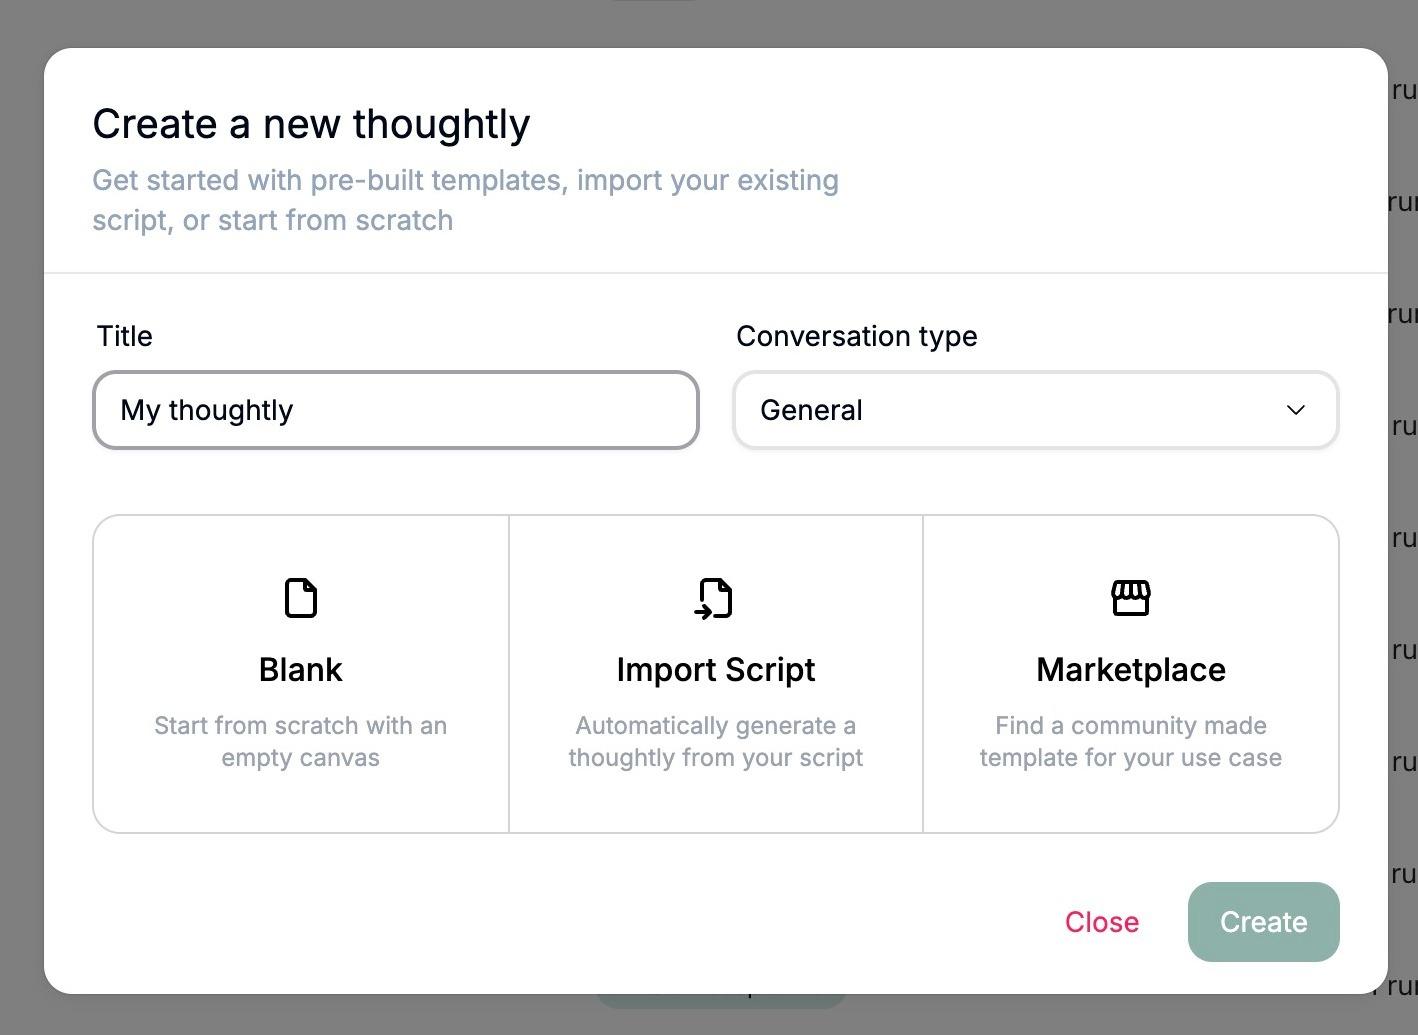 Create a new thoughtly
Get started with pre-built templates, import your existing
script, or start from scratch
Title
Conversation type
My thoughtly
General
Blank
Start from scratch with an
empty canvas
Import Script
Automatically generate a
thoughtly from your script
Marketplace
Find a community made
template for your use case
Close
Create